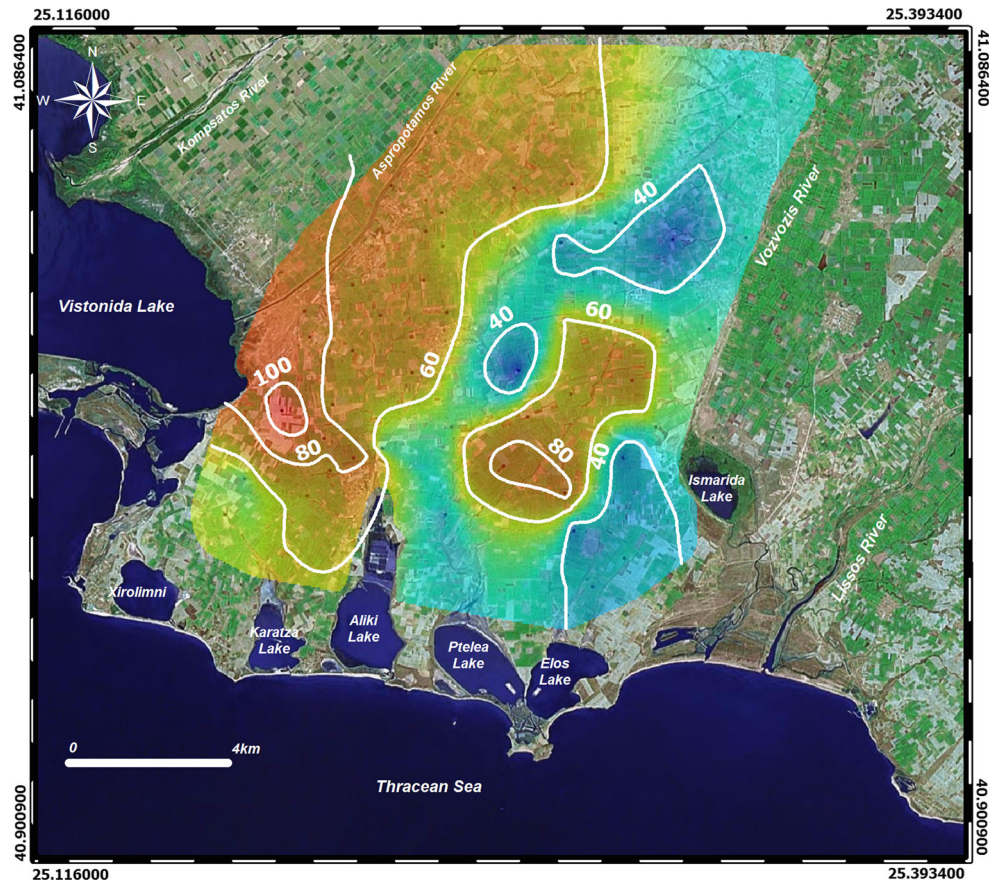 25.116000
25.393400
41.086400
41.086400
N
W
E
S
Kompsatos River
Aspropotamos River
40
Vozvozis River
Vistonida Lake
40
60
60
100
80
80
40
Ismarida
Lake
Lissos River
Xirolimni
Karatza
Lake
Aliki
Lake
Ptelea
Lake
Elos
Lake
0
4km
Thracean Sea
40.900900
40.900900
25.116000
25.393400